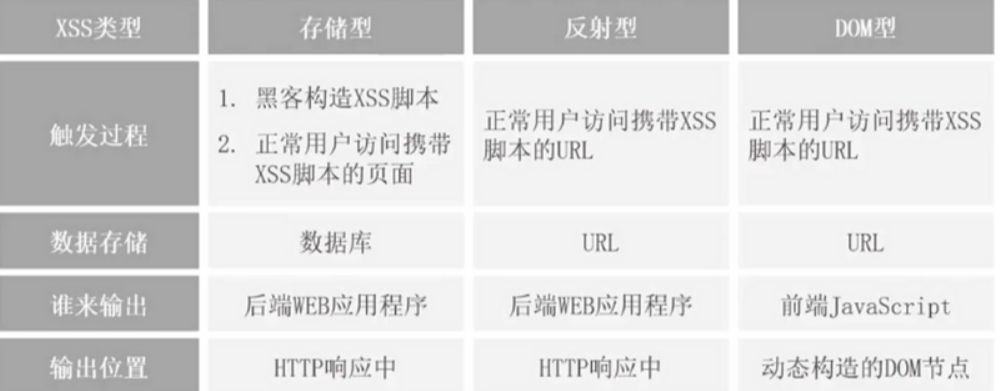 XSS类型
存储型
反射型
DOM型
触发过程
1. 黑客构造XSS脚本
2. 正常用户访问携带
XSS脚本的页面
正常用户访问携带XSS
脚本的URL
正常用户访问携带XSS
脚本的URL
数据存储
数据库
URL
URL
谁来输出
后端WEB应用程序
后端WEB应用程序
前端JavaScript
输出位置
HTTP响应中
HTTP响应中
动态构造的DOM节点